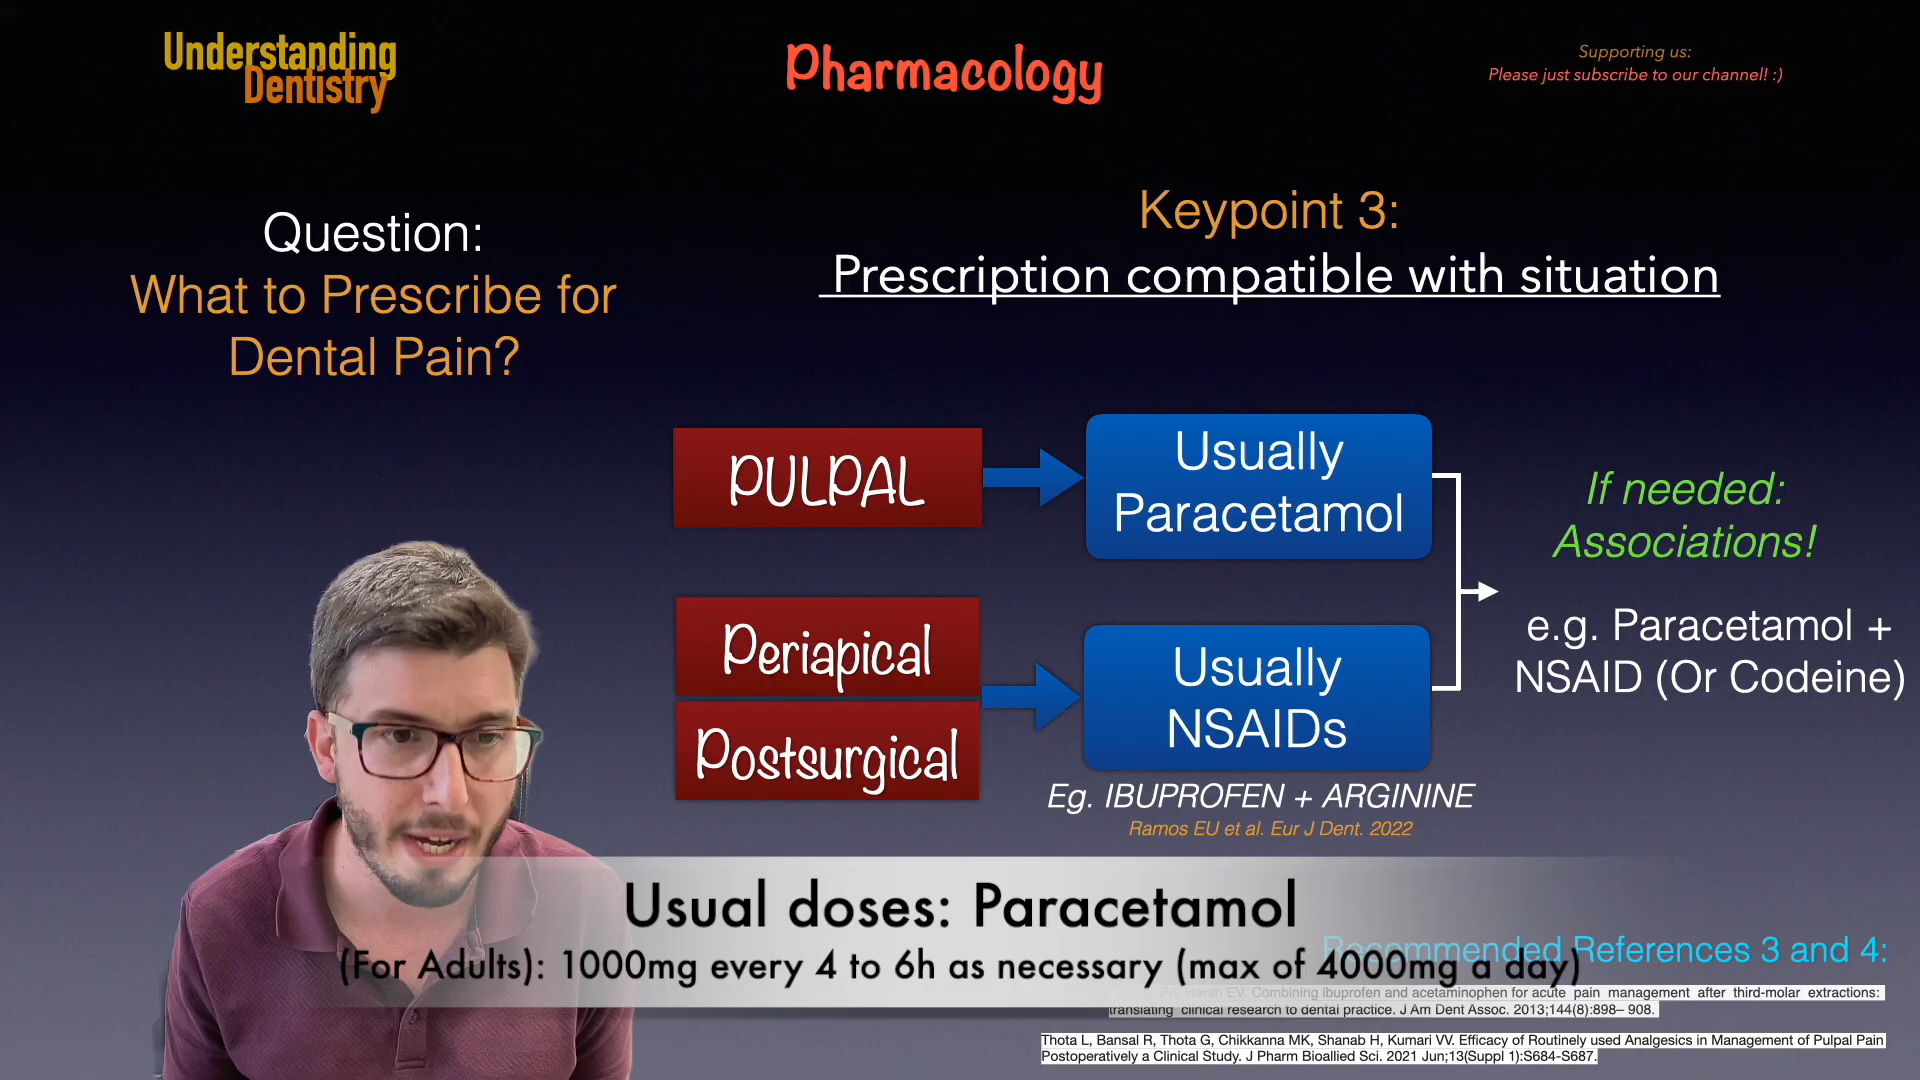 Understanding
Dentistry
Pharmacology
Supporting us:
Please just subscribe to our channel! :)
Question:
What to Prescribe for
Dental Pain?
Keypoint 3:
Prescription compatible with situation
PULPAL
Usually
Paracetamol
Periapical
Postsurgical
Usually
NSAIDs
Eg. IBUPROFEN + ARGININE
Ramos EU et al. Eur J Dent. 2022
If needed:
Associations!
e.g. Paracetamol +
NSAID (Or Codeine)
Usual doses: Paracetamol
(For Adults): 1000mg every 4 to 6h as necessary (max of 4000mg a day)
Recommended References 3 and 4:
EV. Combining ibuprofen and acetaminophen for acute pain management after third-molar extractions:
translating clinical research to dental practice. J Am Dent Assoc. 2013;144(8):898– 908.
Thota L, Bansal R, Thota G, Chikkanna MK, Shanab H, Kumari VV. Efficacy of Routinely used Analgesics in Management of Pulpal Pain
Postoperatively a Clinical Study. J Pharm Bioallied Sci. 2021 Jun;13(Suppl 1):S684-S687.